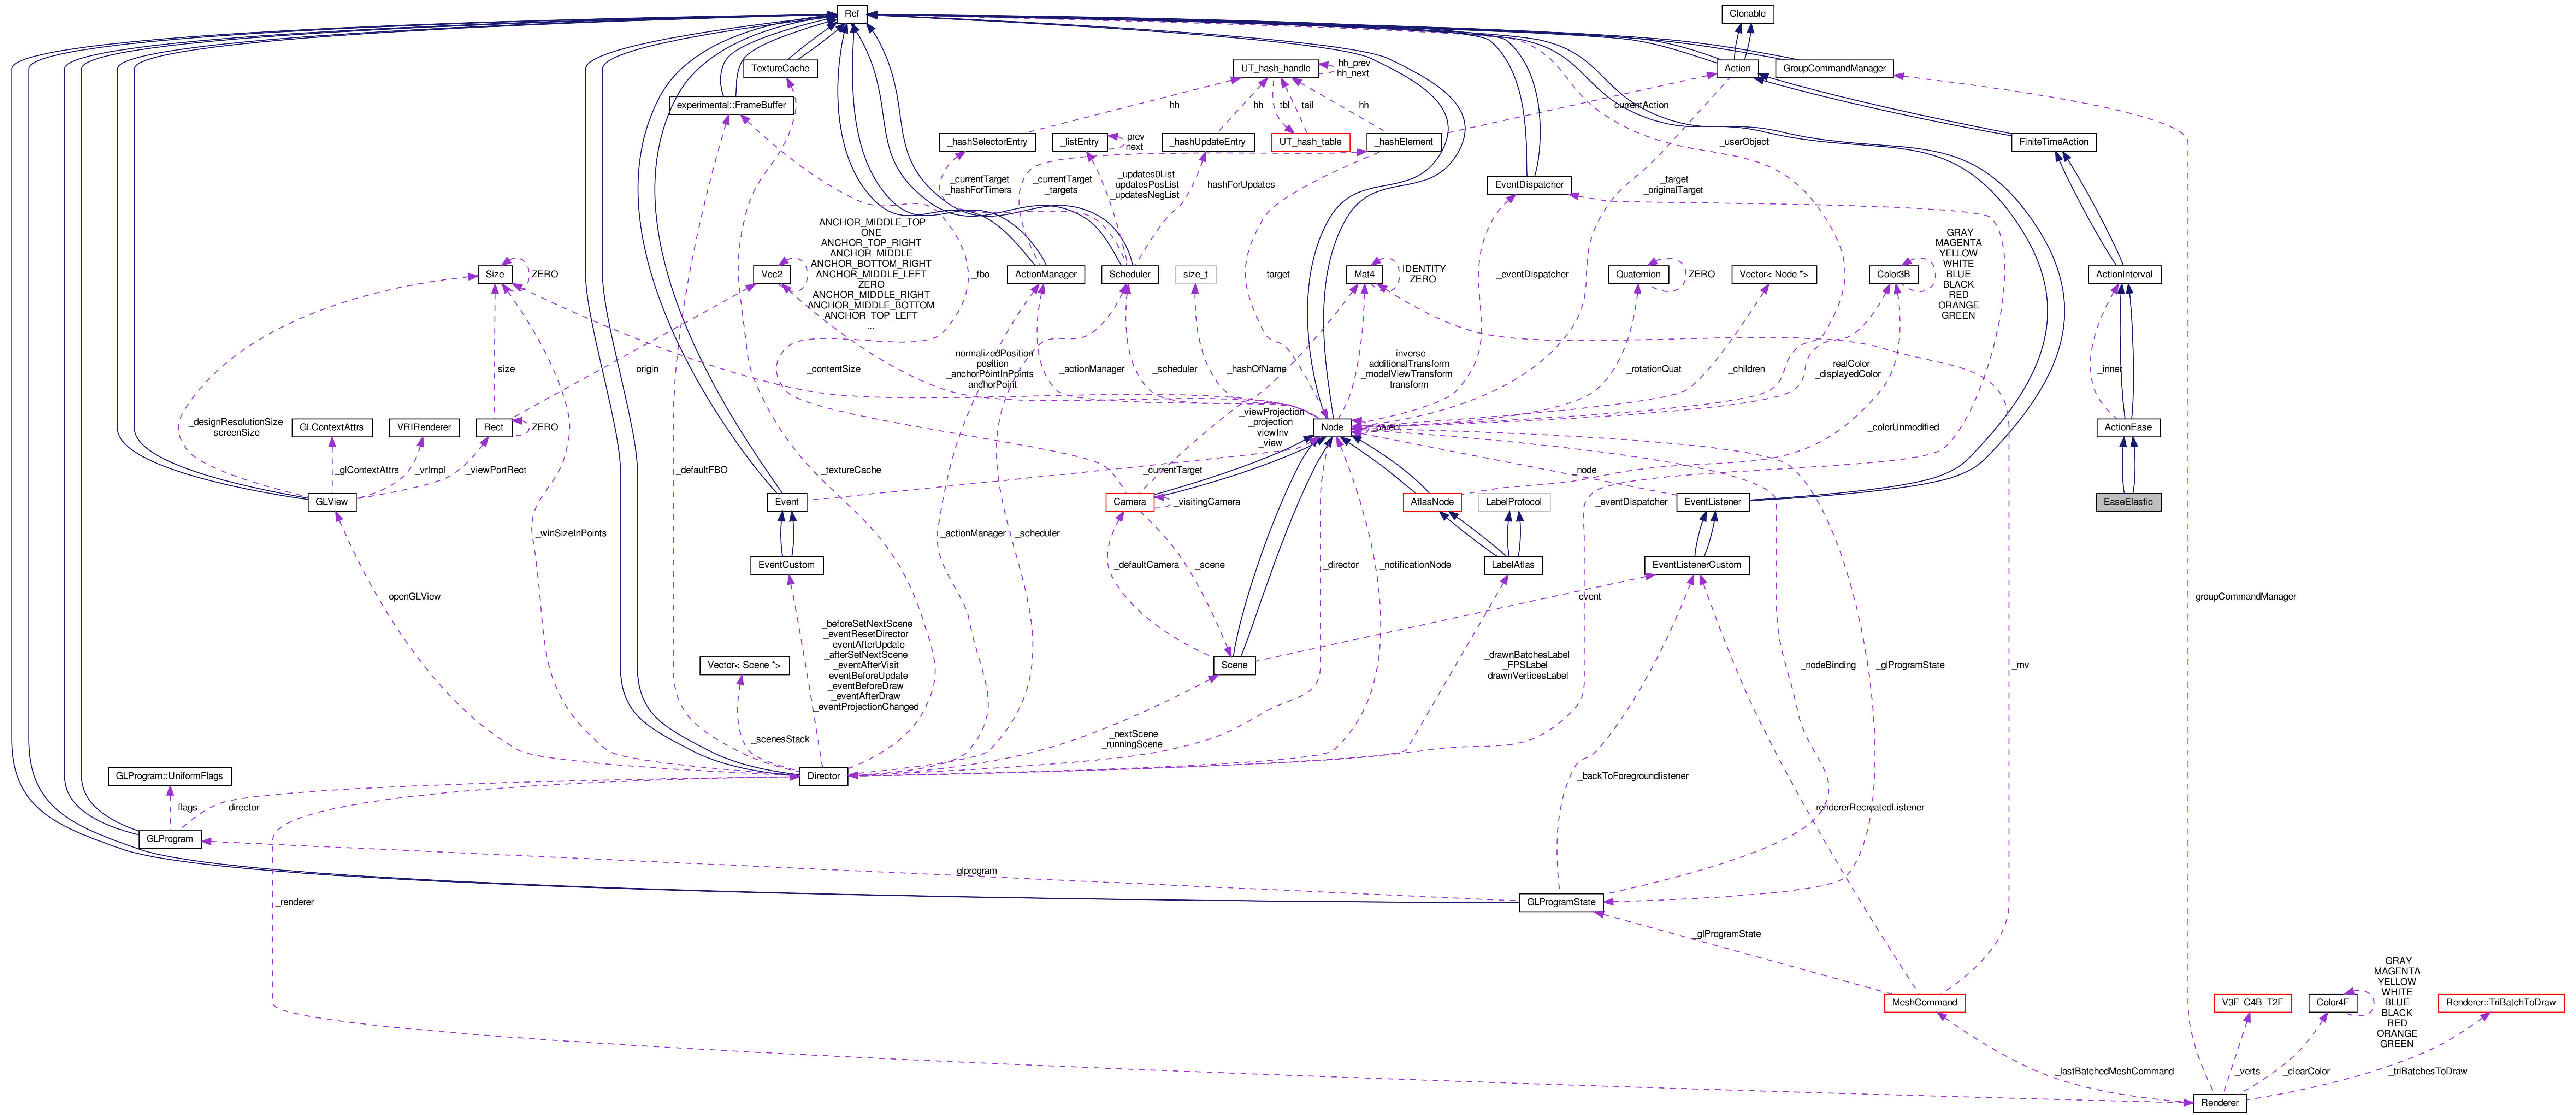 Ref
Clonable
TextureCache
UT_hash_handle
hh_prev
hh_next
Action
GroupCommandManager
experimental::FrameBuffer
hh
hh
tbl
tail
hh
currentAction
_hashSelectorEntry
_listEntry
prev
next
_hashUpdateEntry
UT_hash_table
_hashElement
_userObject
FiniteTimeAction
_currentTarget
_hashForTimers
_currentTarget
_targets
_updates0List
_updatesPosList
_updatesNegList
_hashForUpdates
EventDispatcher
_target
_originalTarget
ANCHOR_MIDDLE_TOP
ONE
ANCHOR_TOP_RIGHT
ANCHOR_MIDDLE
ANCHOR_BOTTOM_RIGHT
ANCHOR_MIDDLE_LEFT
ZERO
ANCHOR_MIDDLE_RIGHT
ANCHOR_MIDDLE_BOTTOM
ANCHOR_TOP_LEFT
...
GRAY
MAGENTA
YELLOW
WHITE
BLUE
BLACK
RED
ORANGE
GREEN
Size
ZERO
Vec2
_fbo
ActionManager
Scheduler
size_t
target
Mat4
IDENTITY
ZERO
_eventDispatcher
Quaternion
ZERO
Vector< Node *>
Color3B
ActionInterval
size
origin
_contentSize
_normalizedPosition
_position
_anchorPointInPoints
_anchorPoint
_actionManager
_scheduler
_hashOfName
_inverse
_additionalTransform
_modelViewTransform
_transform
_rotationQuat
_children
_realColor
_displayedColor
_inner
_designResolutionSize
_screenSize
GLContextAttrs
VRIRenderer
Rect
ZERO
_viewProjection
_projection
_viewInv
_view
Node
_parent
_colorUnmodified
ActionEase
_glContextAttrs
_vrImpl
_viewPortRect
_defaultFBO
_textureCache
_currentTarget
_node
GLView
Event
Camera
_visitingCamera
AtlasNode
LabelProtocol
_eventDispatcher
EventListener
EaseElastic
_winSizeInPoints
_actionManager
_scheduler
EventCustom
_defaultCamera
_scene
_director
_notificationNode
LabelAtlas
EventListenerCustom
_openGLView
_event
_groupCommandManager
_beforeSetNextScene
_eventResetDirector
_eventAfterUpdate
_afterSetNextScene
_eventAfterVisit
_eventBeforeUpdate
_eventBeforeDraw
_eventAfterDraw
_eventProjectionChanged
Vector< Scene *>
Scene
_drawnBatchesLabel
_FPSLabel
_drawnVerticesLabel
_nodeBinding
_glProgramState
_mv
_scenesStack
_nextScene
_runningScene
GLProgram::UniformFlags
Director
_backToForegroundlistener
_flags
_director
_rendererRecreatedListener
GLProgram
_glprogram
_renderer
GLProgramState
_glProgramState
GRAY
MAGENTA
YELLOW
WHITE
BLUE
BLACK
RED
ORANGE
GREEN
MeshCommand
V3F_C4B_T2F
Color4F
Renderer::TriBatchToDraw
_lastBatchedMeshCommand
_verts
_clearColor
_triBatchesToDraw
Renderer